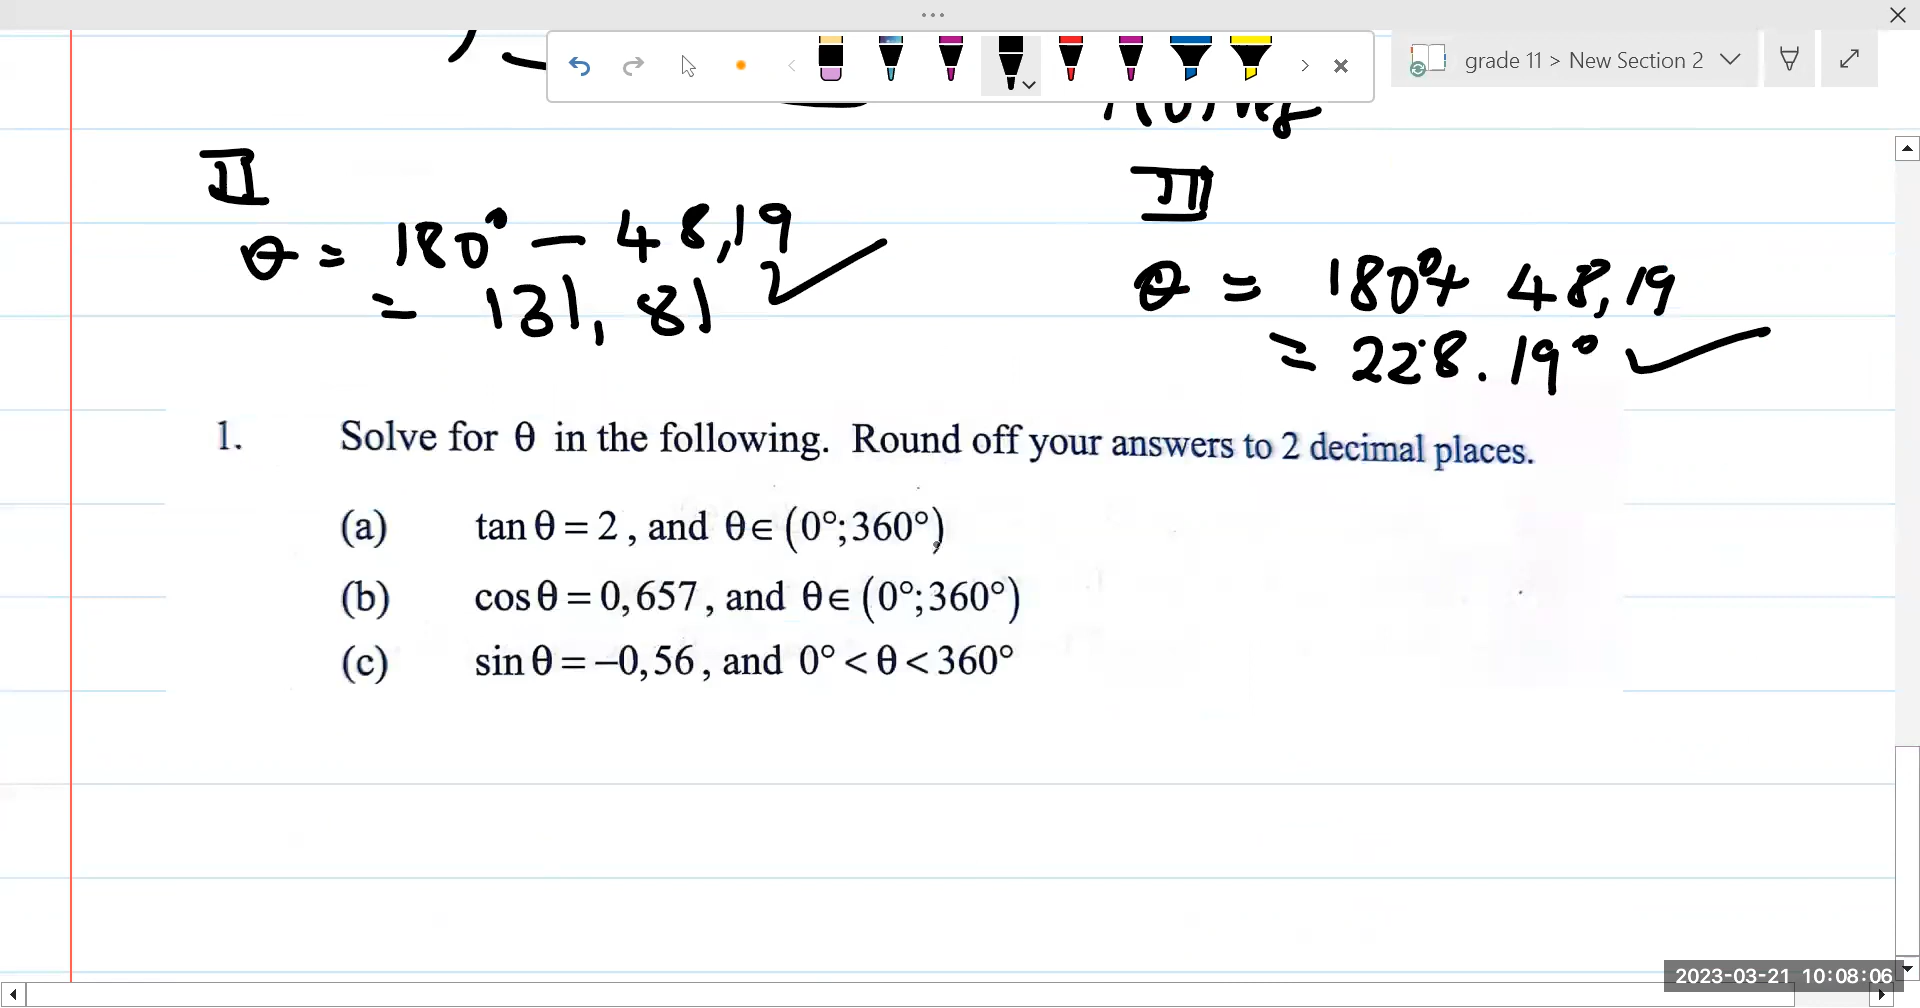 grade 11 > New Section 2
II
θ = 180° - 48,19
= 131, 81
III
θ = 180° + 48,19
= 228.19°
1. Solve for θ in the following. Round off your answers to 2 decimal places.
(a) tan θ = 2 , and θ∈(0°;360°)
(b) cos θ = 0,657 , and θ∈(0°;360°)
(c) sin θ = −0,56 , and 0° < θ < 360°
2023-03-21 10:08:06